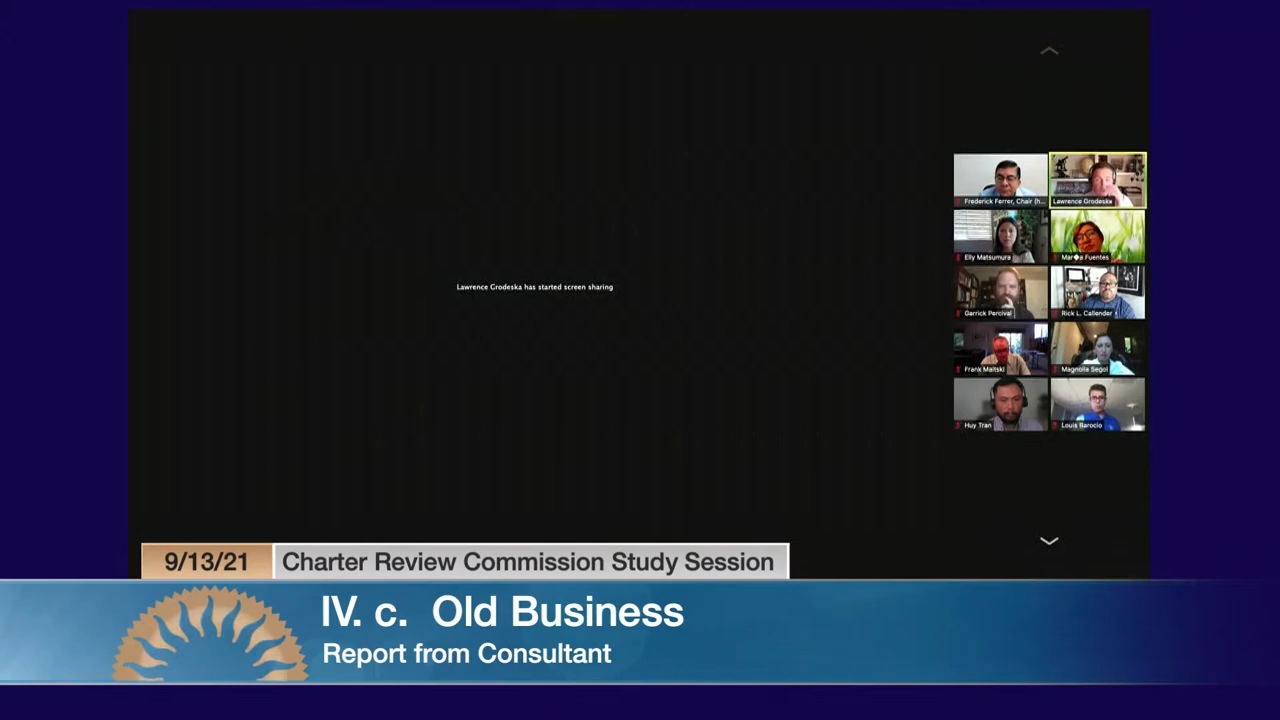 Lawrence Grodeska has started screen sharing
Frederick Ferrer, Chair (h...
Lawrence Grodeska
Elly Matsumura
Mar�a Fuentes
Garrick Percival
Rick L. Callender
Frank Maitski
Magnolia Segol
Huy Tran
Louis Barocio
9/13/21
Charter Review Commission Study Session
IV. c. Old Business
Report from Consultant